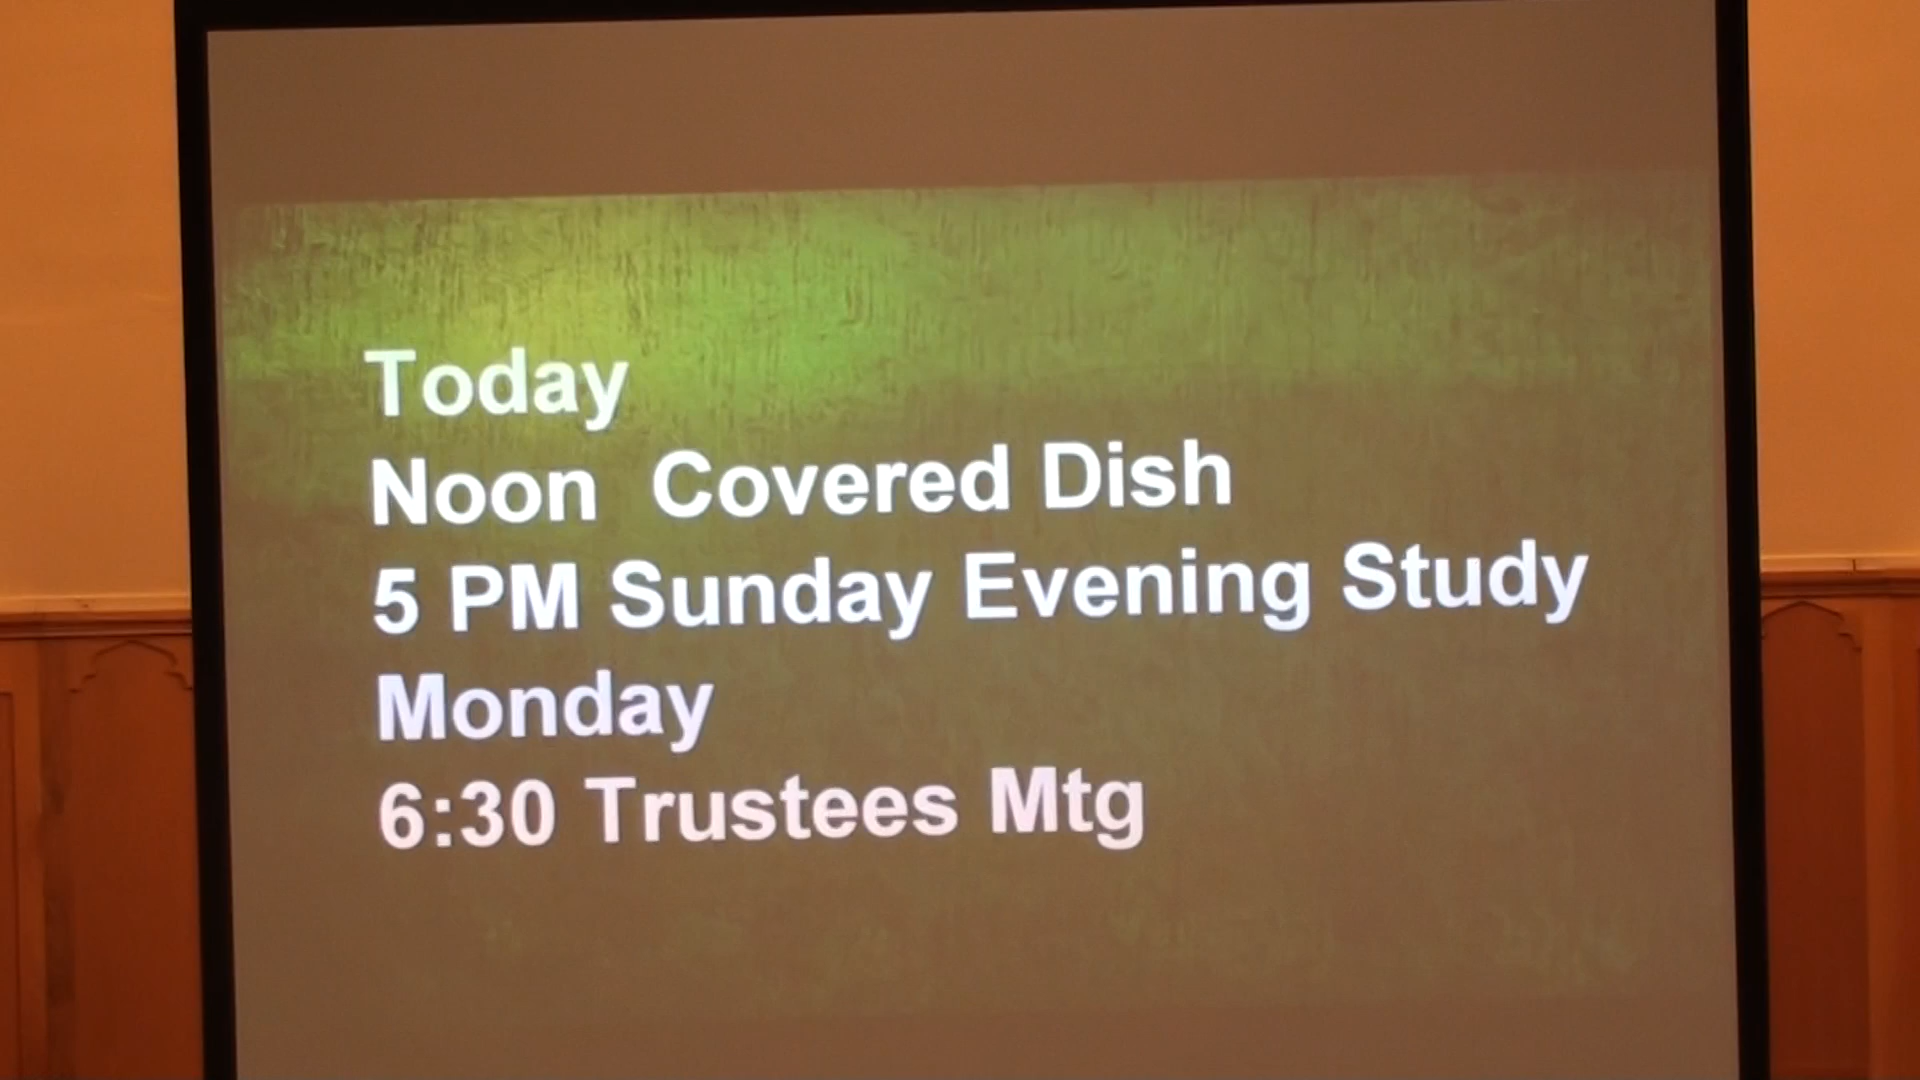 Today
Noon  Covered Dish
5 PM Sunday Evening Study
Monday
6:30 Trustees Mtg